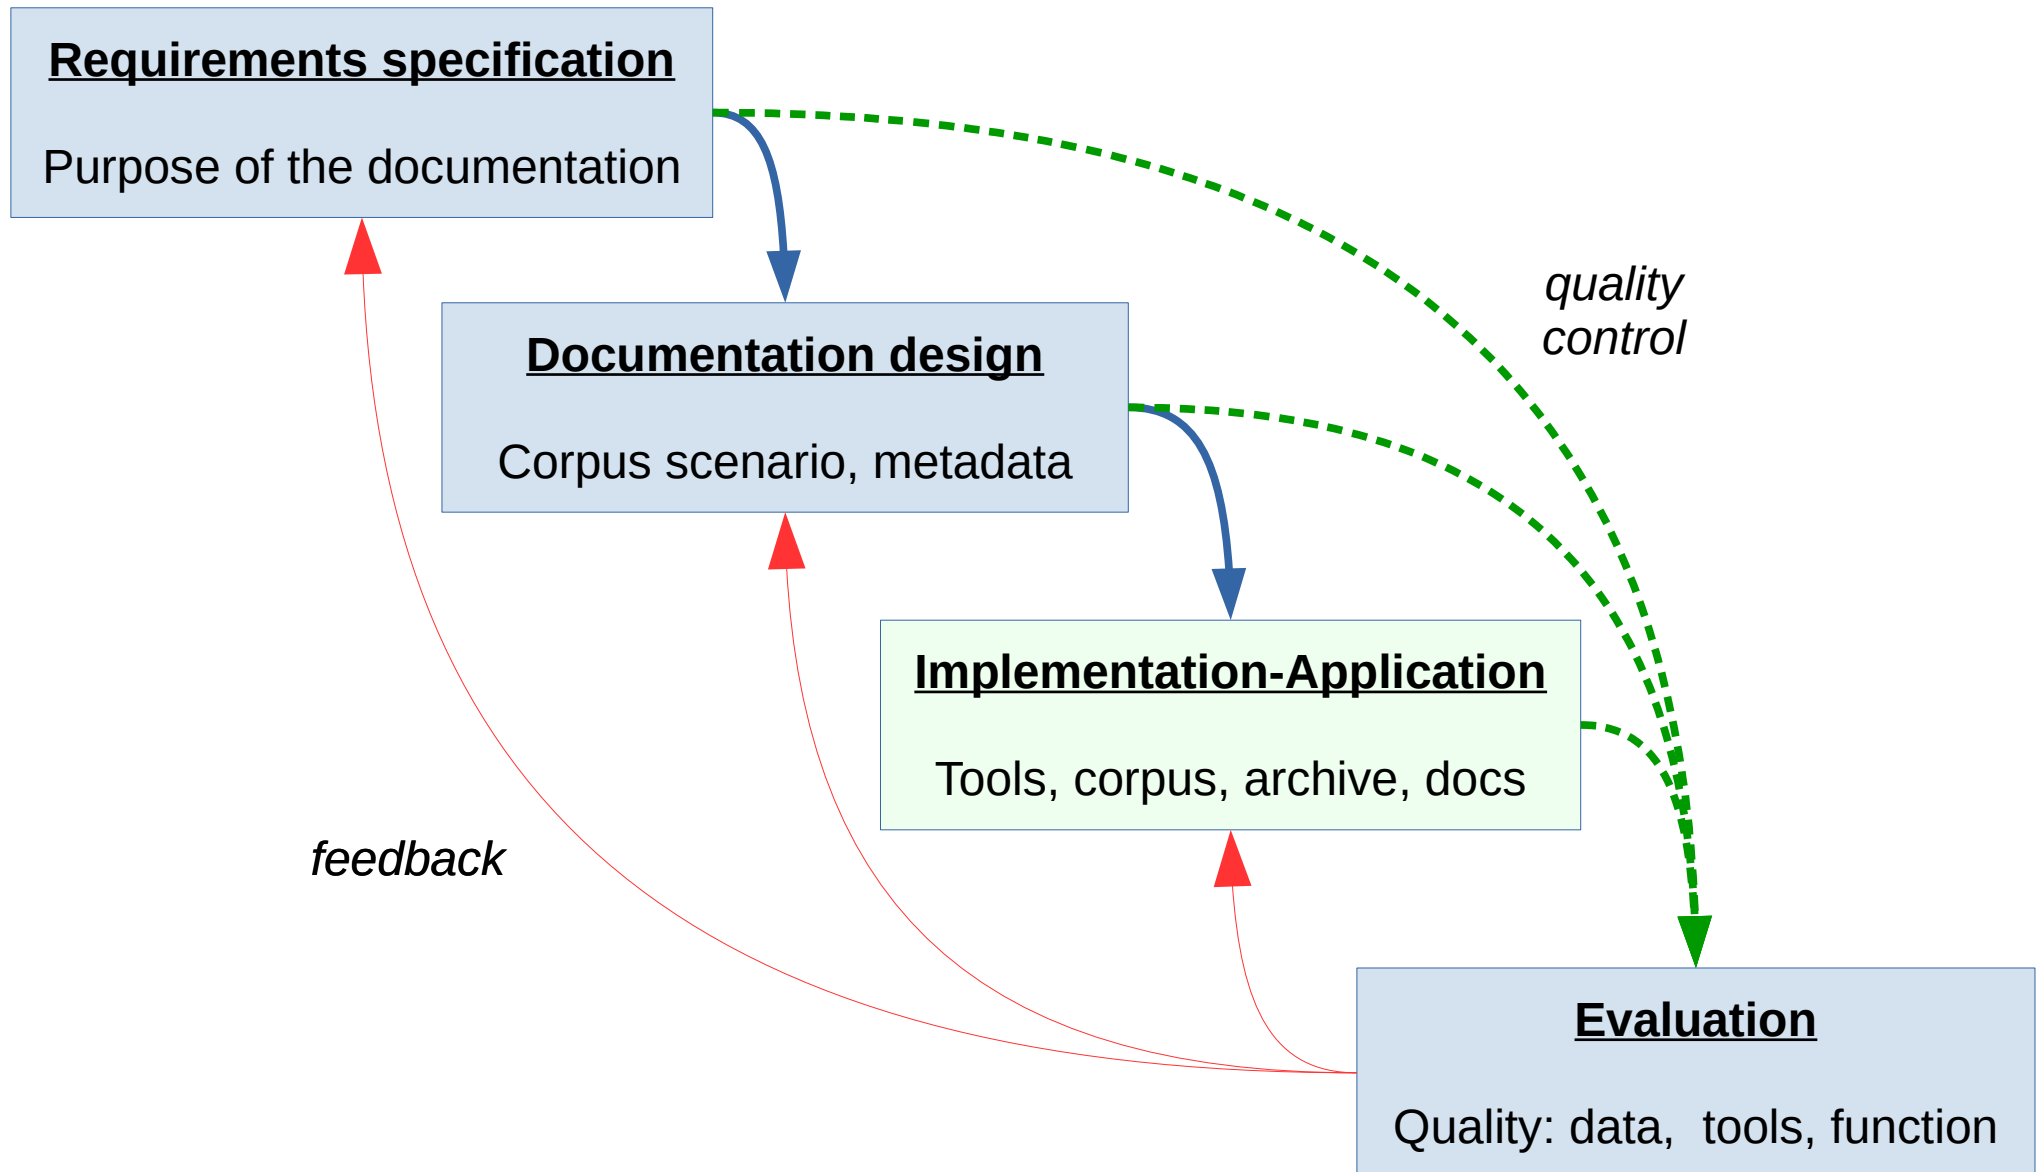 Requirements specification
Purpose of the documentation
quality
control
Documentation design
Corpus scenario, metadata
Implementation-Application
Tools, corpus, archive, docs
feedback
Evaluation
Quality: data,  tools, function